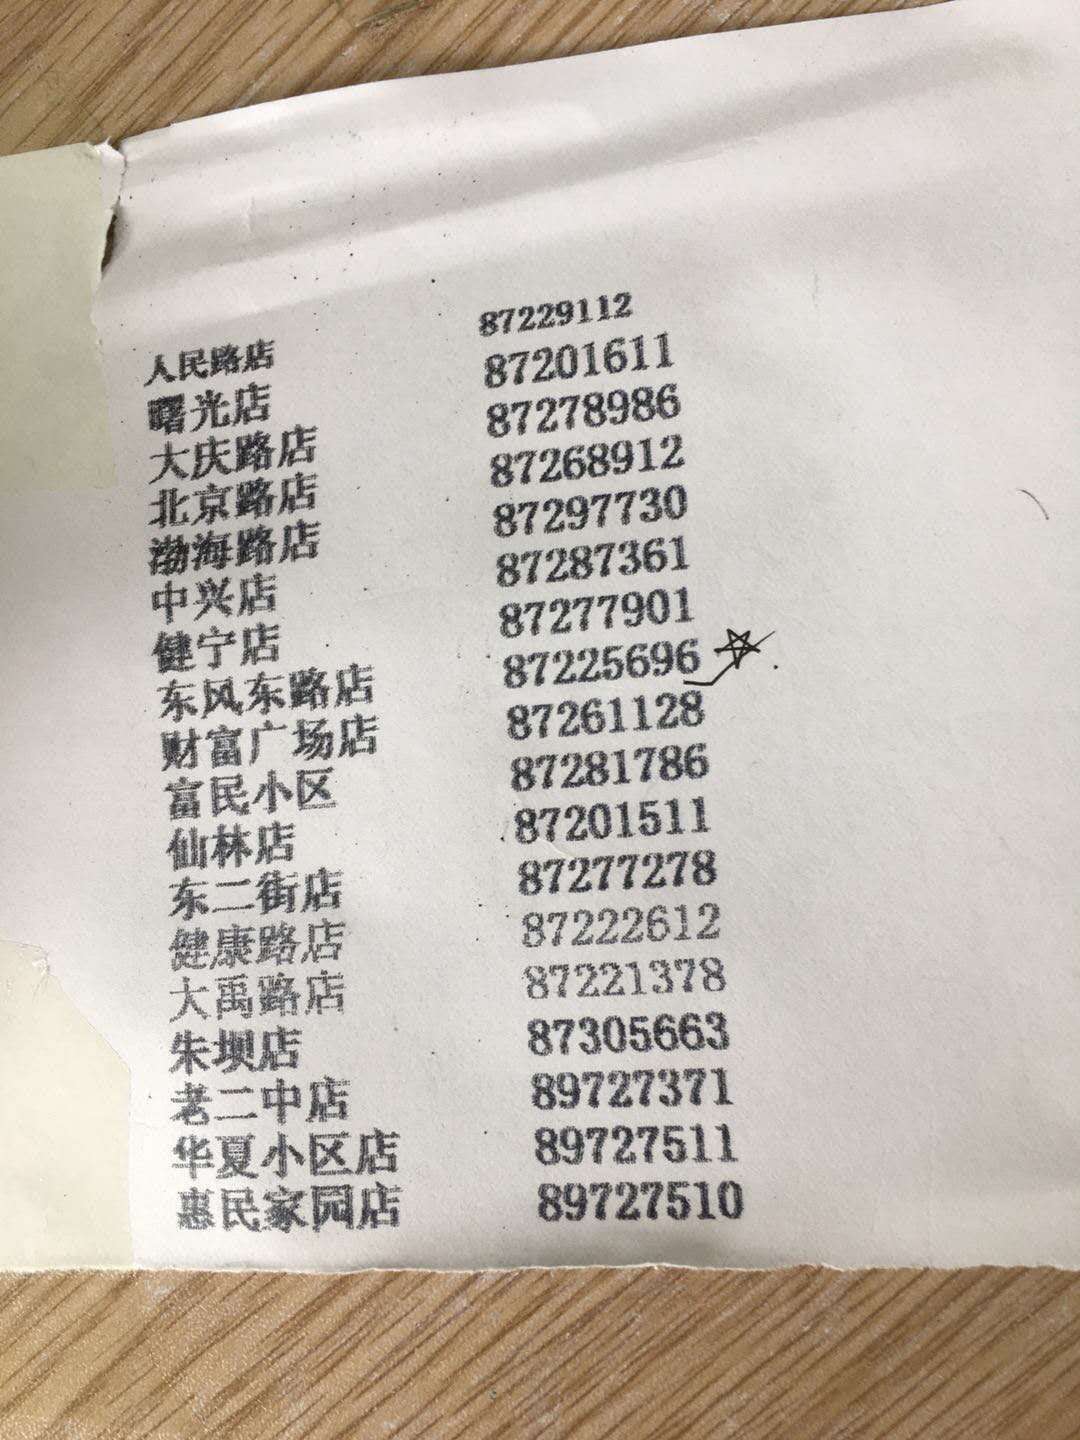 人民路店 87229112
曙光店 87201611
大庆路店 87278986
北京路店 87268912
渤海路店 87297730
中兴店 87287361
健宁店 87277901
东风东路店 87225696
财富广场店 87261128
富民小区 87281786
仙林店 87201511
东二街店 87277278
健康路店 87222612
大禹路店 87221378
朱坝店 87305663
老二中店 89727371
华夏小区店 89727511
惠民家园店 89727510